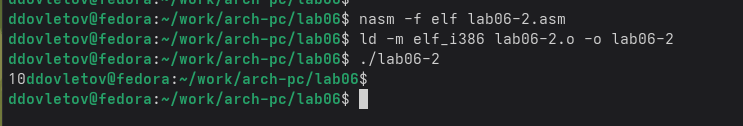 ddovletov@fedora:~/work/arch-pc/lab06$ nasm -f elf lab06-2.asm
ddovletov@fedora:~/work/arch-pc/lab06$ ld -m elf_i386 lab06-2.o -o lab06-2
ddovletov@fedora:~/work/arch-pc/lab06$ ./lab06-2
10ddovletov@fedora:~/work/arch-pc/lab06$
ddovletov@fedora:~/work/arch-pc/lab06$